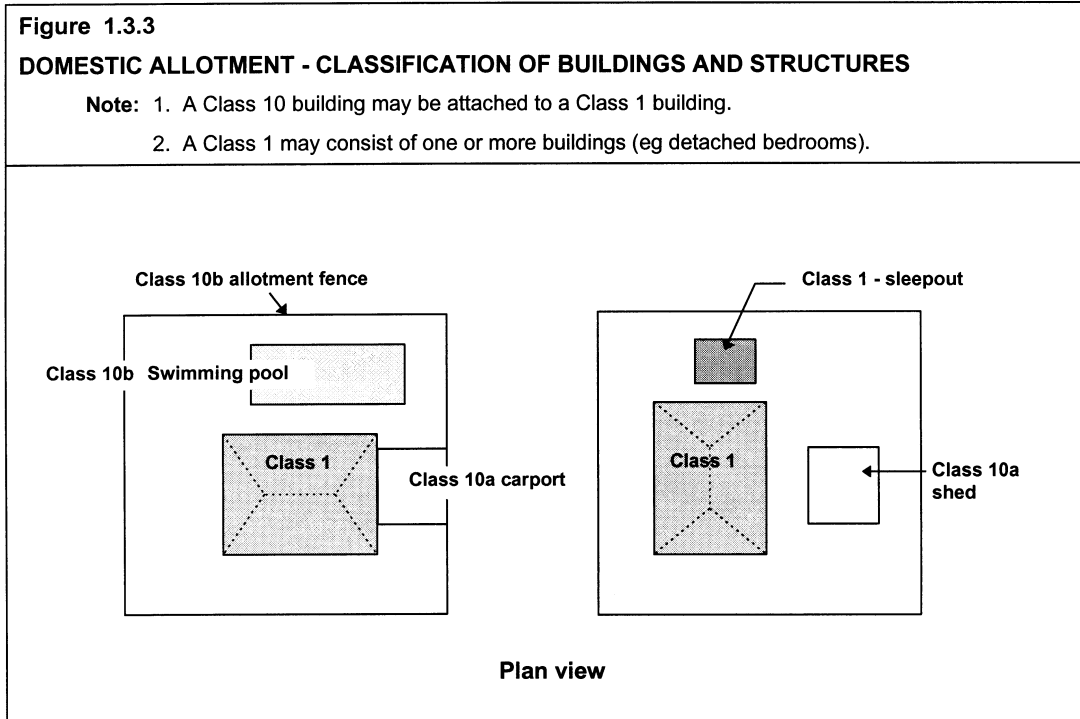 Figure 1.3.3
DOMESTIC ALLOTMENT - CLASSIFICATION OF BUILDINGS AND STRUCTURES
Note: 1. A Class 10 building may be attached to a Class 1 building.
2. A Class 1 may consist of one or more buildings (eg detached bedrooms).
Class 10b allotment fence
Class 10b Swimming pool
Class 1
Class 10a carport
Class 1 - sleepout
Class 1
Class 10a
shed
Plan view